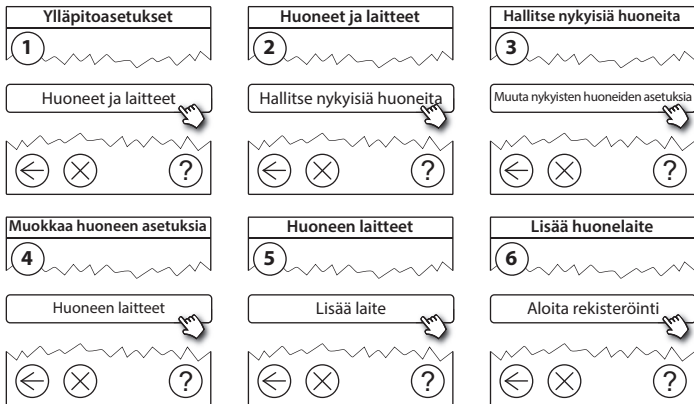 Ylläpitoasetukset
1
Huoneet ja laitteet
?
Huoneet ja laitteet
2
Hallitse nykyisiä huoneita
?
Hallitse nykyisiä huoneita
3
Muuta nykyisten huoneiden asetuksia
?
Muokkaa huoneen asetuksia
4
Huoneen laitteet
?
Huoneen laitteet
5
Lisää laite
?
Lisää huonelaite
6
Aloita rekisteröinti
?